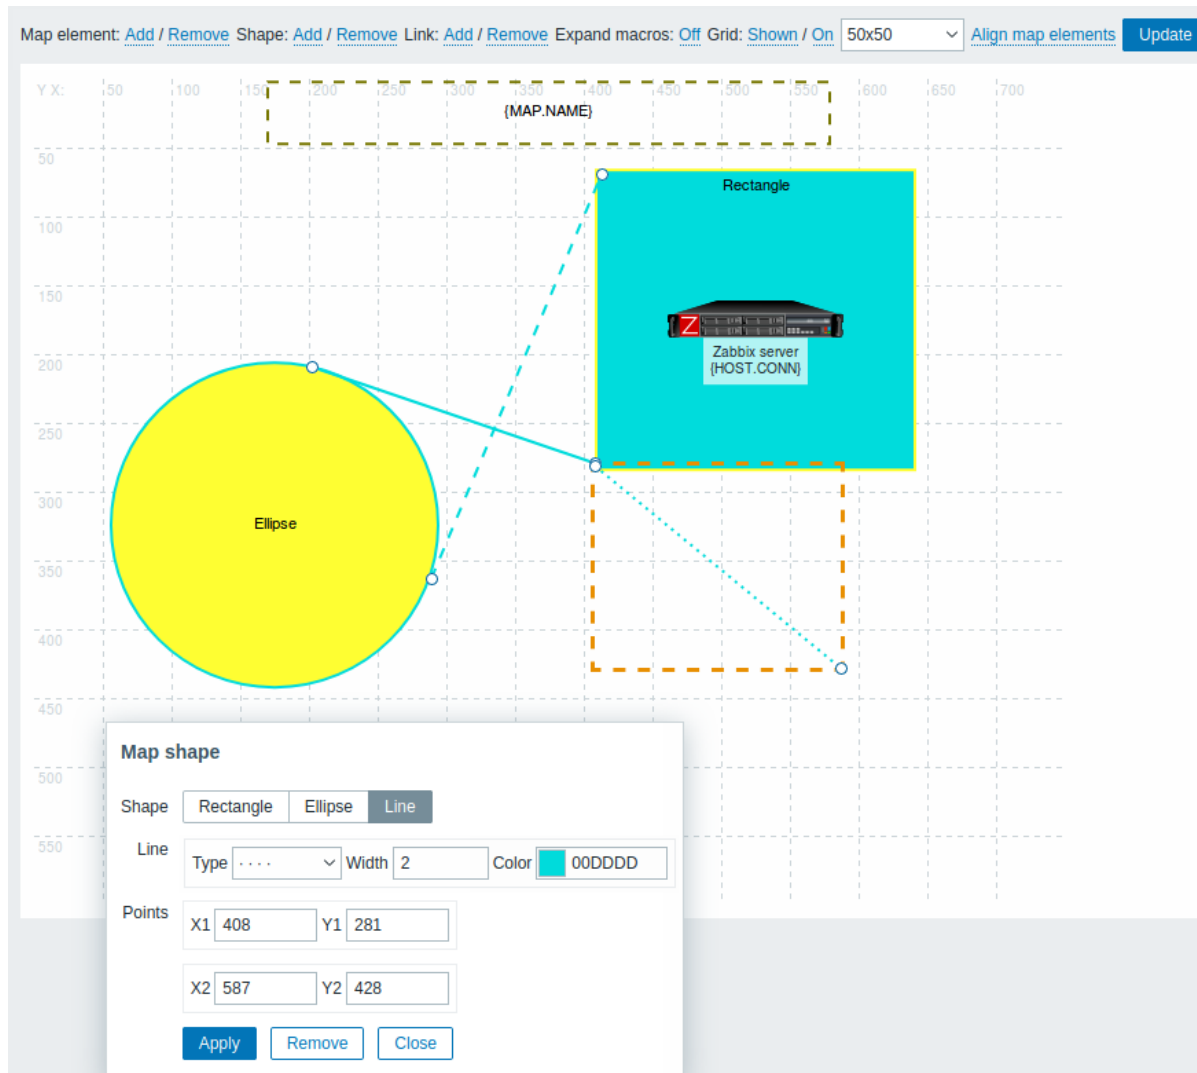 Map element: Add / Remove Shape: Add / Remove Link: Add / Remove Expand macros: Off Grid: Shown / On 50x50 Align map elements Update
Y X: 50 100 150 200 250 300 350 400 450 500 550 600 650 700
{MAP.NAME}
50
Rectangle
100
150
Z
Zabbix server
{HOST.CONN}
200
250
300
Ellipse
350
400
450
Map shape
500
Shape Rectangle Ellipse Line
550
Line Type Width 2 Color 00DDDD
Points X1 408 Y1 281
X2 587 Y2 428
Apply Remove Close